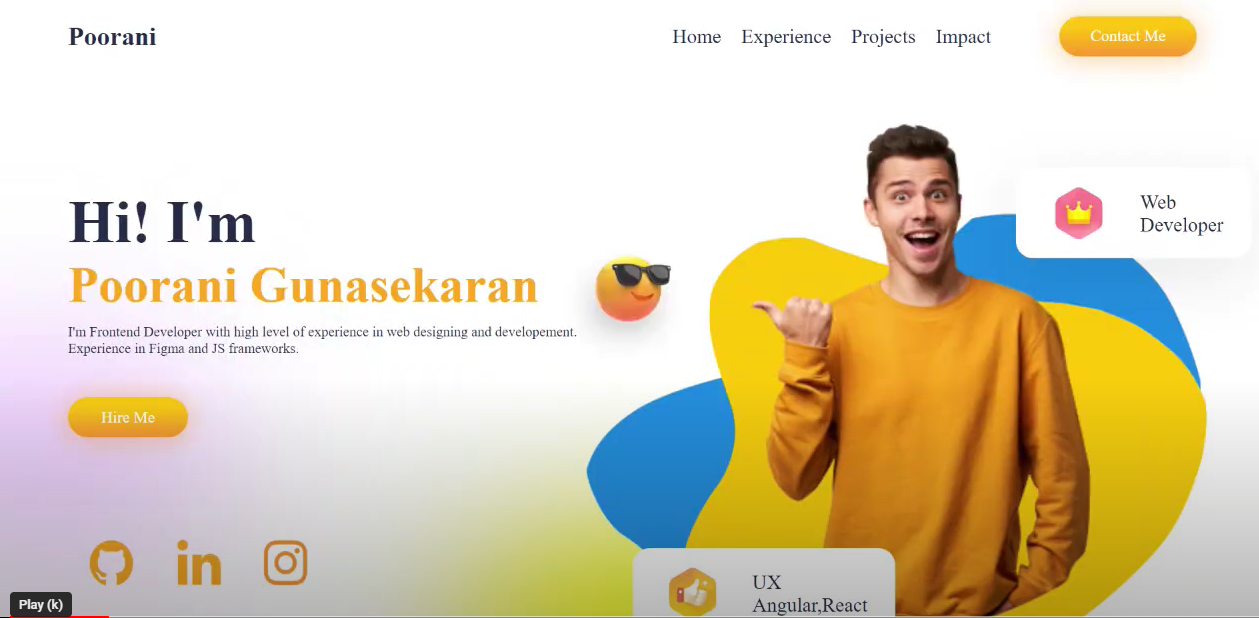 Poorani
Home Experience Projects Impact
Contact Me
Hi! I'm
Poorani Gunasekaran
I'm Frontend Developer with high level of experience in web designing and developement.
Experience in Figma and JS frameworks.
Hire Me
Web
Developer
in
UX
Angular,React
Play (k)